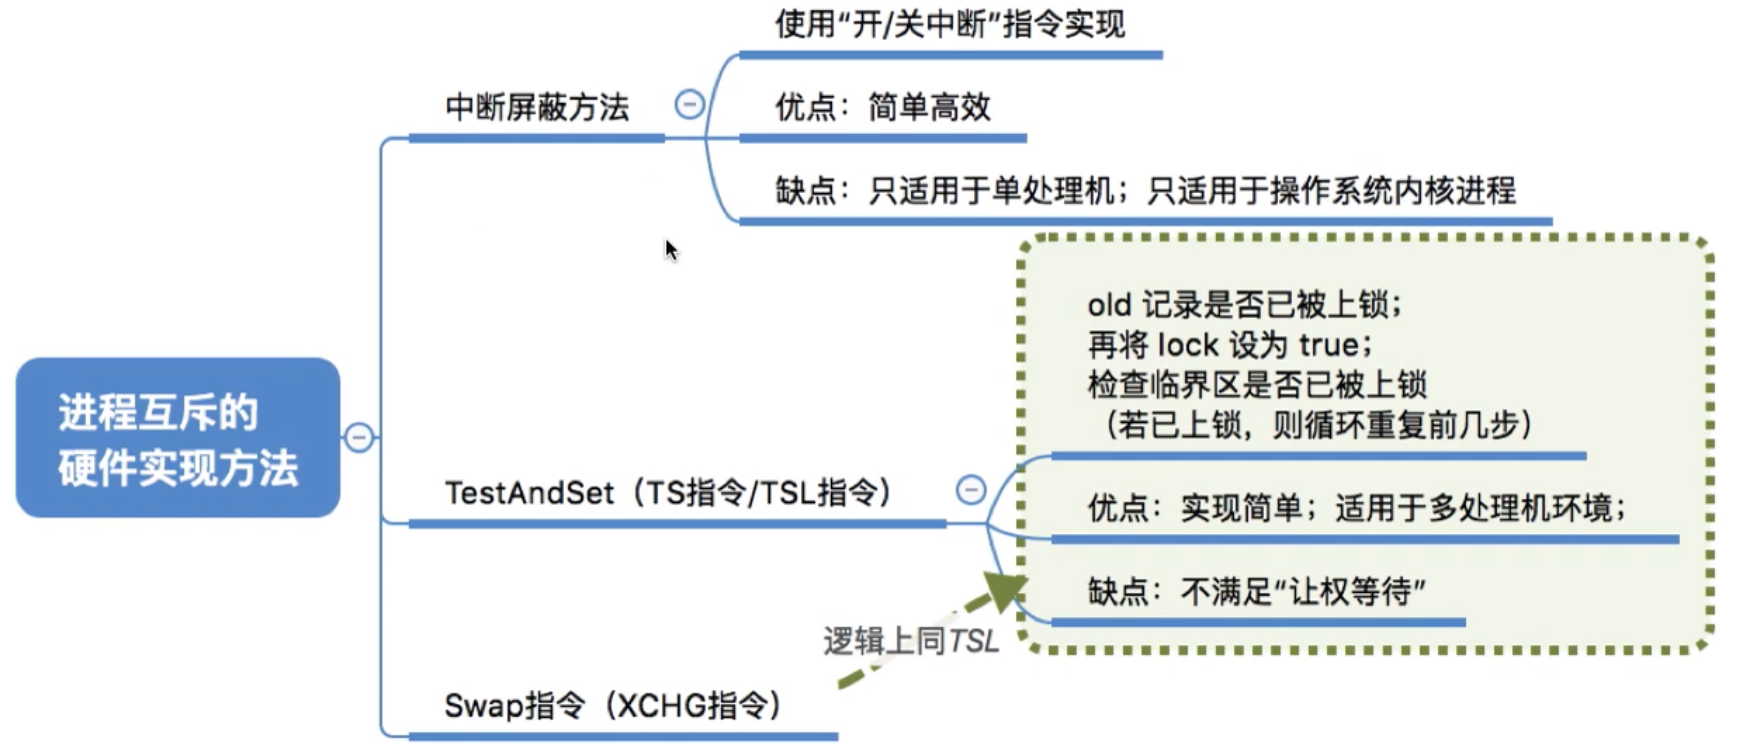 进程互斥的
硬件实现方法
中断屏蔽方法
使用“开/关中断”指令实现
优点：简单高效
缺点：只适用于单处理机；只适用于操作系统内核进程
TestAndSet（TS指令/TSL指令）
old 记录是否已被上锁；
再将 lock 设为 true；
检查临界区是否已被上锁
（若已上锁，则循环重复前几步）
优点：实现简单；适用于多处理机环境；
缺点：不满足“让权等待”
逻辑上同TSL
Swap指令（XCHG指令）